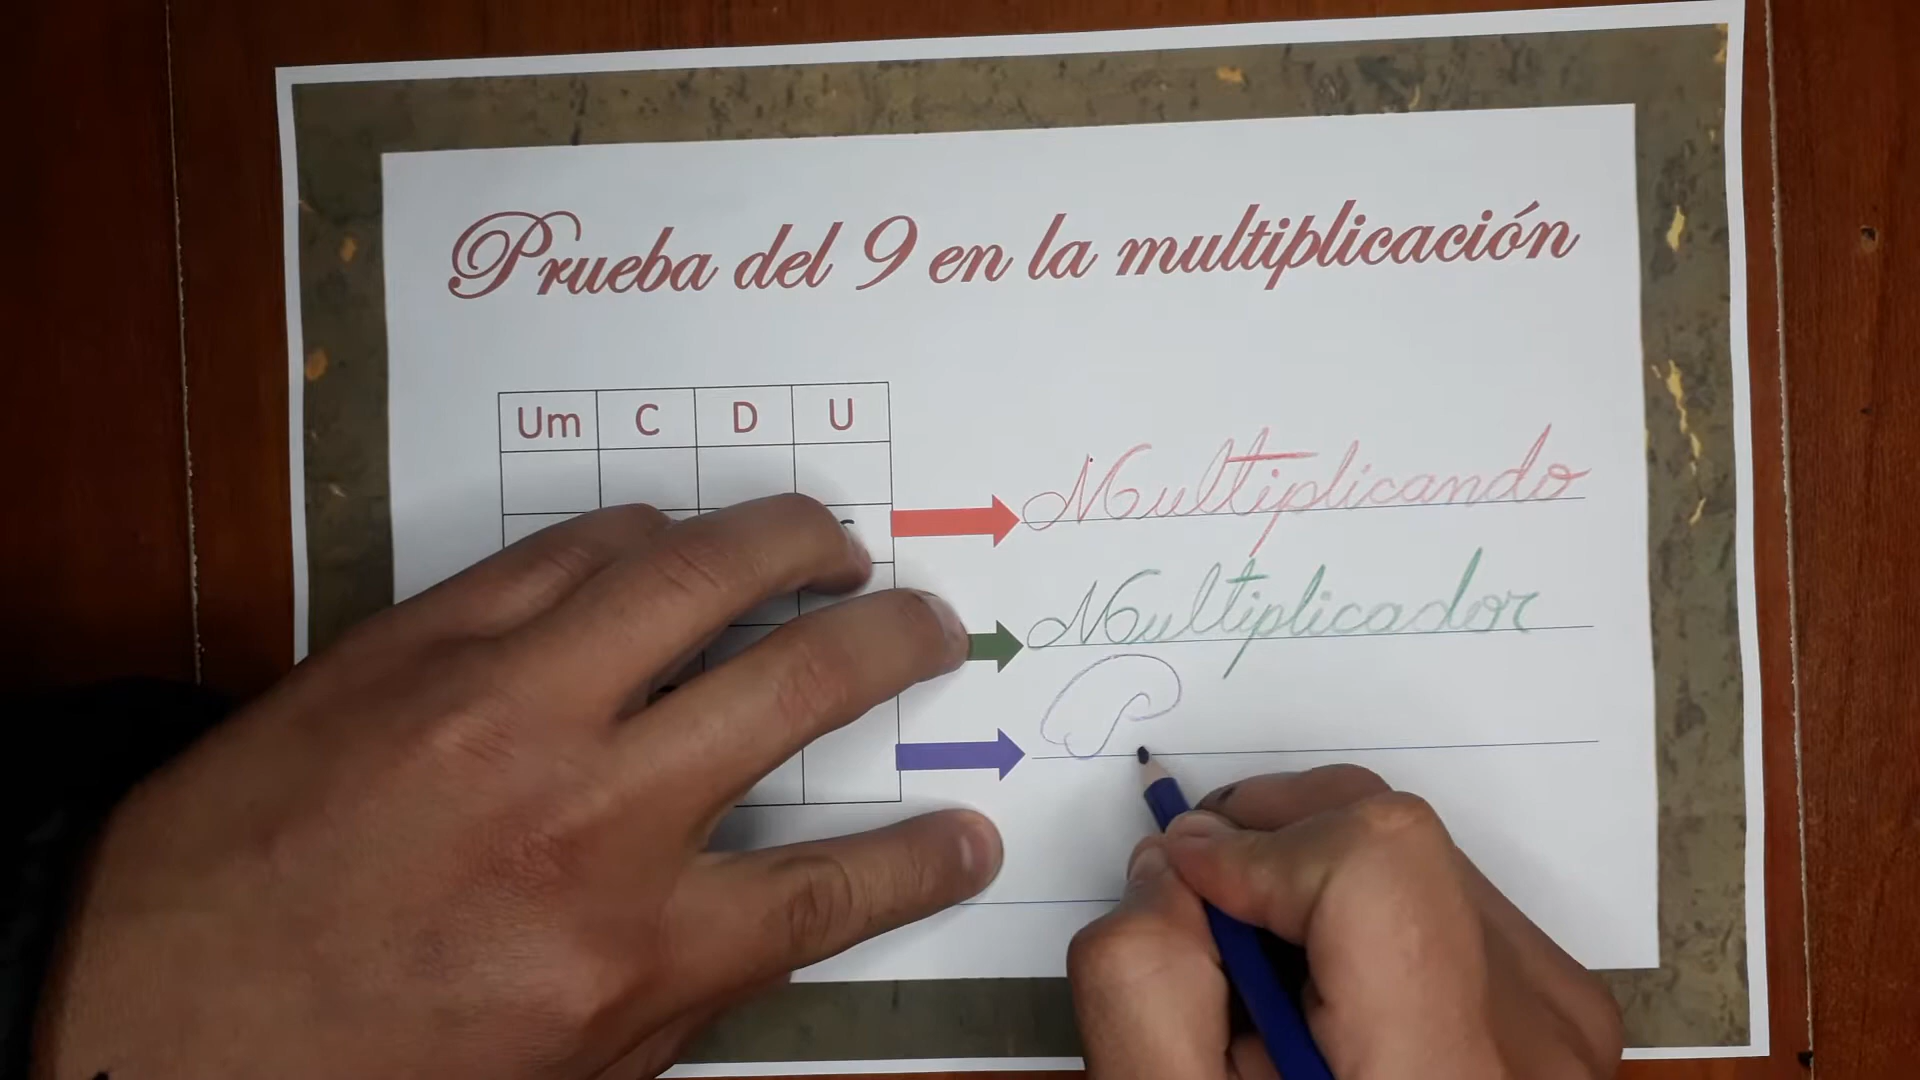 Prueba del 9 en la multiplicación
Um C D U
Multiplicando
Multiplicador
P